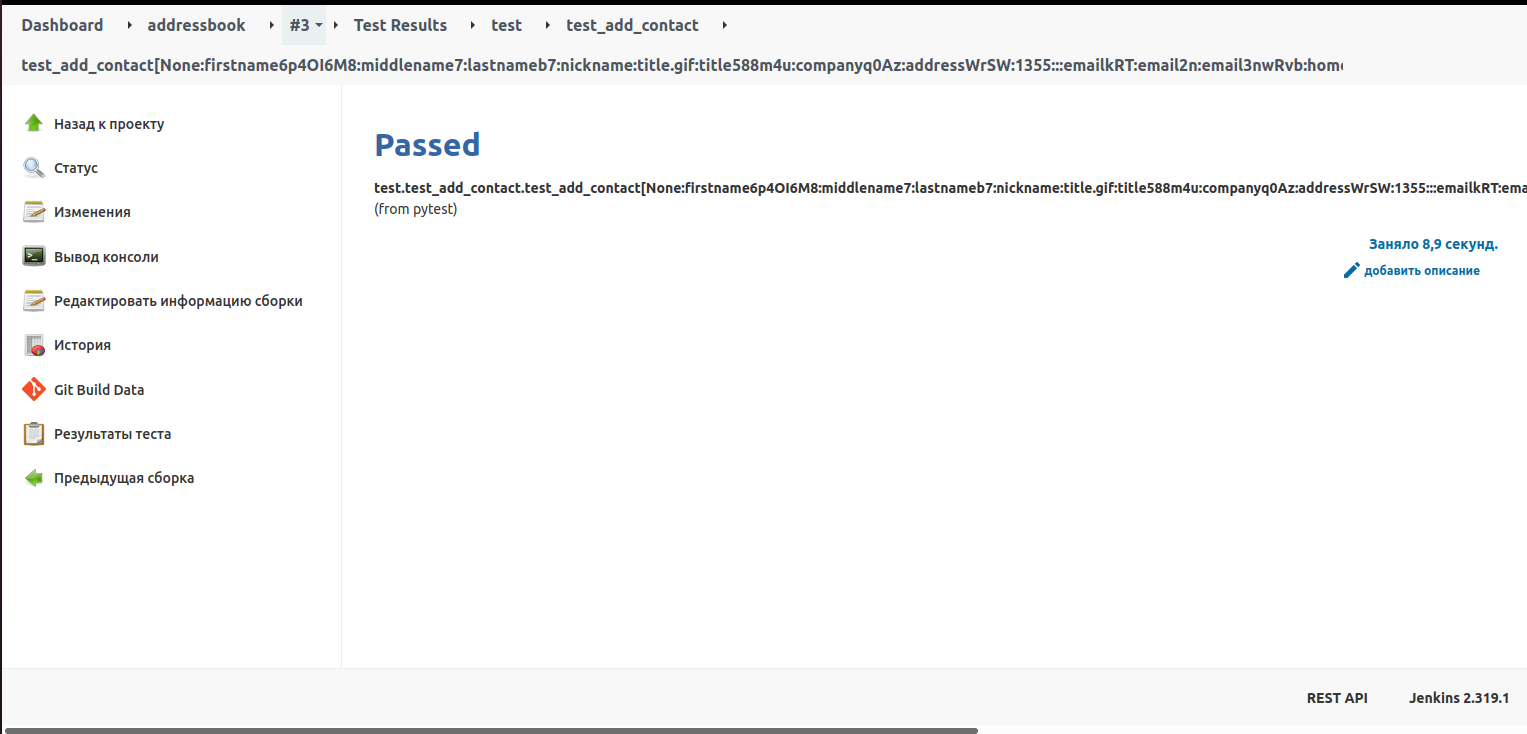 Dashboard addressbook #3 Test Results test test_add_contact
test_add_contact[None:firstname6p4OI6M8:middlename7:lastnameb7:nickname:title.gif:title588m4u:companyq0Az:addressWrSW:1355:::emailkRT:email2n:email3nwRvb:home
Назад к проекту
Статус
Изменения
Вывод консоли
Редактировать информацию сборки
История
Git Build Data
Результаты теста
Предыдущая сборка
Passed
test.test_add_contact.test_add_contact[None:firstname6p4OI6M8:middlename7:lastnameb7:nickname:title.gif:title588m4u:companyq0Az:addressWrSW:1355:::emailkRT:ema
(from pytest)
Заняло 8,9 секунд.
добавить описание
REST API Jenkins 2.319.1